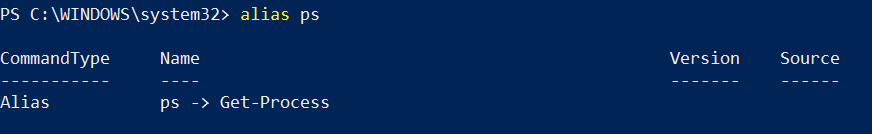 PS C:\WINDOWS\system32> alias ps
CommandType     Name                                               Version    Source
-----------     ----                                               -------    ------
Alias           ps -> Get-Process